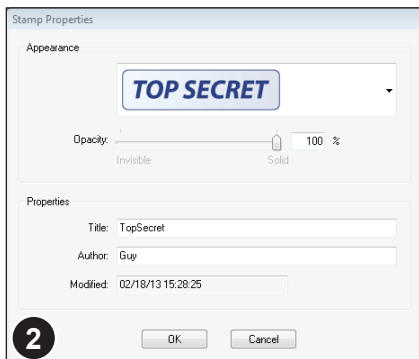 Stamp Properties
Appearance
TOP SECRET
Opacity: 100 %
Invisible Solid
Properties
Title: TopSecret
Author: Guy
Modified: 02/18/13 15:28:25
2 OK Cancel